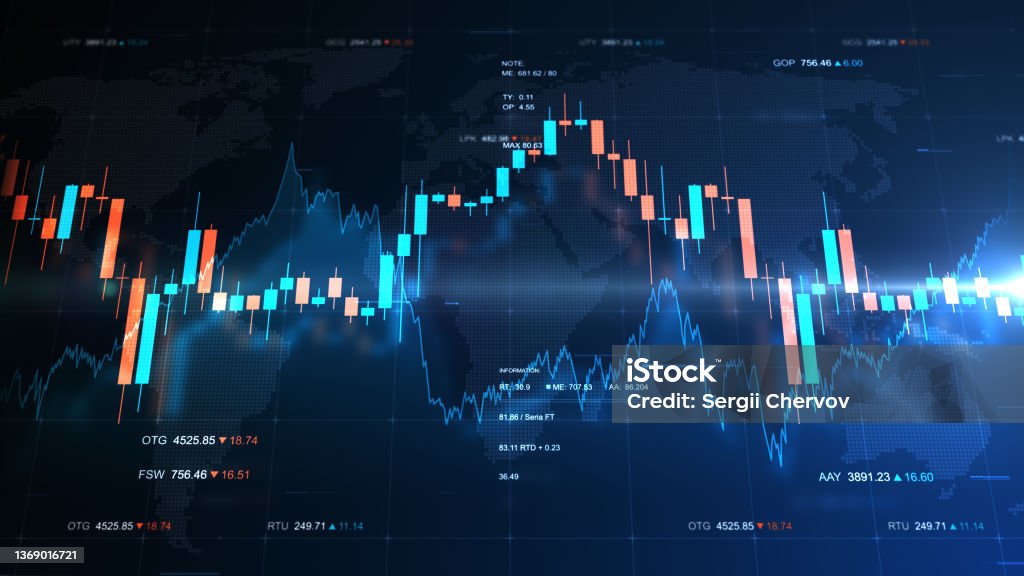 UTY 3891.23 ▲ 15.24
GCG 2541.25 ▼ 25.33
UTY 3891.23 ▲ 15.24
GCG 2541.25 ▼ 25.33
NOTE:
ME: 681.62 / 80
GOP 756.46 ▲ 6.00
TY: 0.11
OP: 4.55
LPK 482.98
MAX 80.63
INFORMATION:
RT: 30.9 ■ ME: 707.53 AA: 86.204
iStock™
Credit: Sergii Chervov
81.86 / Seria FT
OTG 4525.85 ▼ 18.74
83.11 RTD + 0.23
FSW 756.46 ▼ 16.51
36.49
AAY 3891.23 ▲ 16.60
OTG 4525.85 ▼ 18.74
RTU 249.71 ▲ 11.14
OTG 4525.85 ▼ 18.74
RTU 249.71 ▲ 11.14
1369016721